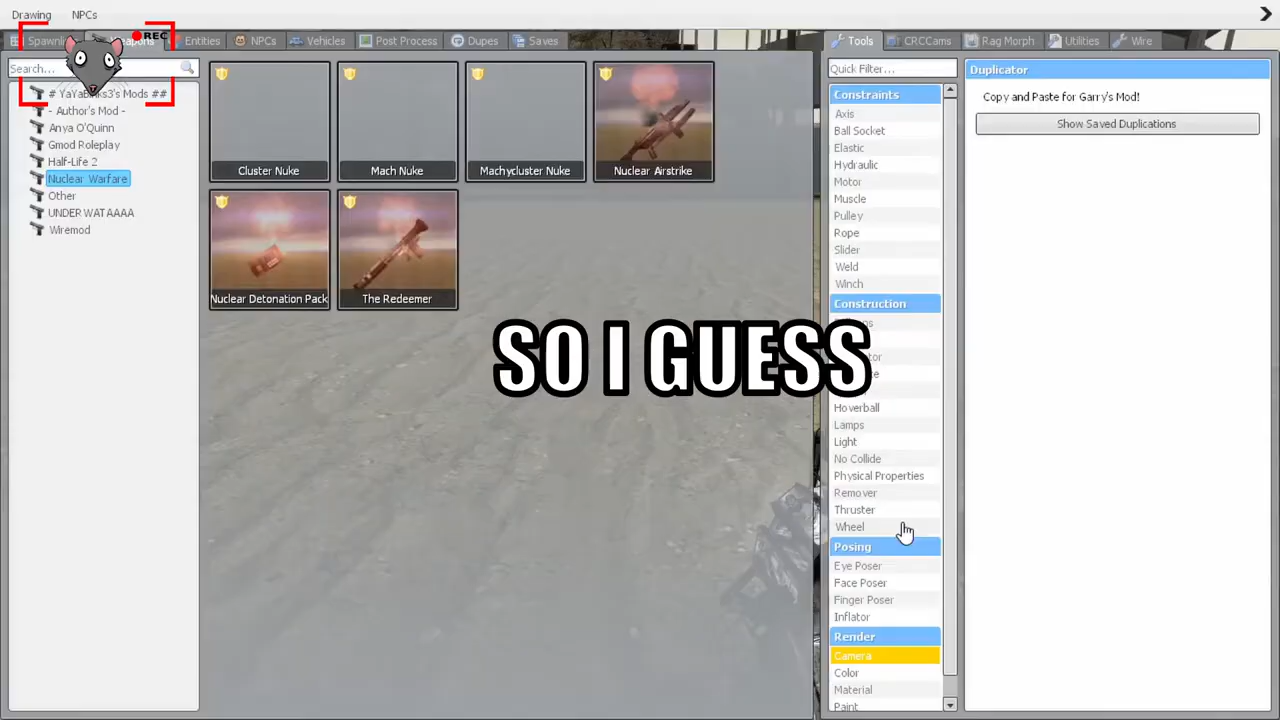 Drawing NPCs
REC
Entities NPCs Vehicles Post Process Dupes Saves
Tools CRCCams Rag Morph Utilities Wire
Search...
# YaYaB
s3's Mods ##
- Author's Mod -
Anya O'Quinn
Gmod Roleplay
Half-Life 2
Nuclear Warfare
Other
UNDER WATAAAA
Wiremod
Cluster Nuke
Mach Nuke
Machycluster Nuke
Nuclear Airstrike
Nuclear Detonation Pack
The Redeemer
SO I GUESS
Quick Filter...
Constraints
Axis
Ball Socket
Elastic
Hydraulic
Motor
Muscle
Pulley
Rope
Slider
Weld
Winch
Construction
Hoverball
Lamps
Light
No Collide
Physical Properties
Remover
Thruster
Wheel
Posing
Eye Poser
Face Poser
Finger Poser
Inflator
Render
Camera
Color
Material
Paint
Duplicator
Copy and Paste for Garry's Mod!
Show Saved Duplications